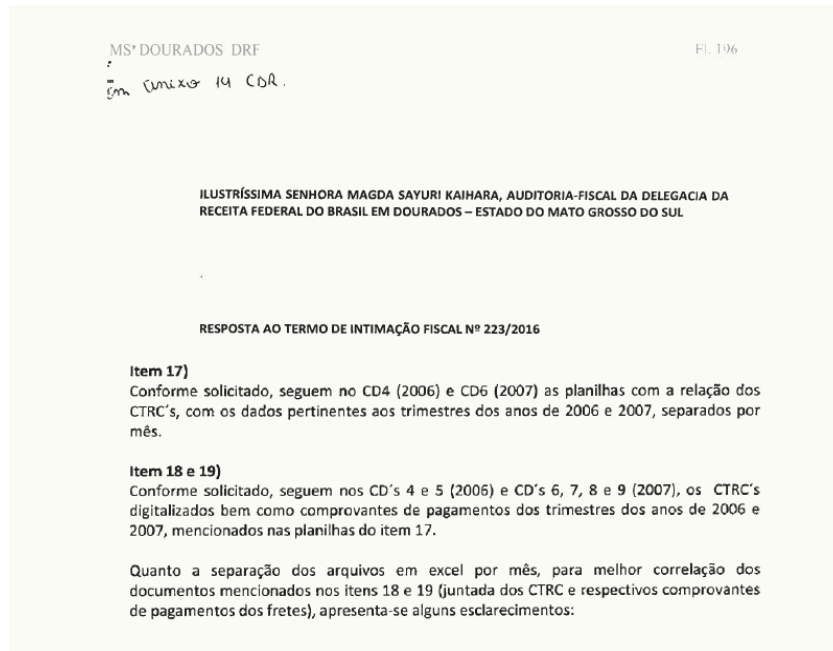 MS DOURADOS DRF
Fl. 196
Em anixo 14 CDR.
ILUSTRÍSSIMA SENHORA MAGDA SAYURI KAIHARA, AUDITORIA-FISCAL DA DELEGACIA DA
RECEITA FEDERAL DO BRASIL EM DOURADOS – ESTADO DO MATO GROSSO DO SUL
RESPOSTA AO TERMO DE INTIMAÇÃO FISCAL Nº 223/2016
Item 17)
Conforme solicitado, seguem no CD4 (2006) e CD6 (2007) as planilhas com a relação dos
CTRC´s, com os dados pertinentes aos trimestres dos anos de 2006 e 2007, separados por
mês.
Item 18 e 19)
Conforme solicitado, seguem nos CD´s 4 e 5 (2006) e CD´s 6, 7, 8 e 9 (2007), os CTRC´s
digitalizados bem como comprovantes de pagamentos dos trimestres dos anos de 2006 e
2007, mencionados nas planilhas do item 17.
Quanto a separação dos arquivos em excel por mês, para melhor correlação dos
documentos mencionados nos itens 18 e 19 (juntada dos CTRC e respectivos comprovantes
de pagamentos dos fretes), apresenta-se alguns esclarecimentos: